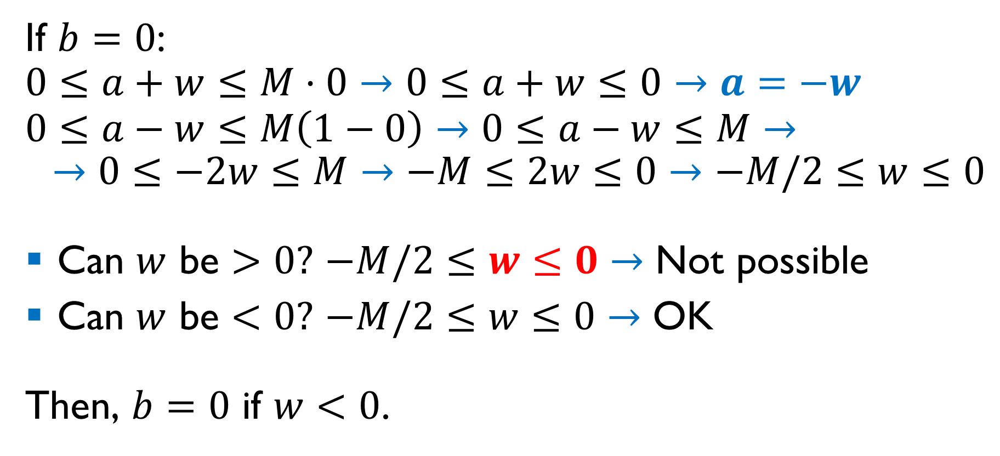 If b = 0:
0 ≤ a + w ≤ M · 0 → 0 ≤ a + w ≤ 0 → a = −w
0 ≤ a − w ≤ M(1 − 0) → 0 ≤ a − w ≤ M →
→ 0 ≤ −2w ≤ M → −M ≤ 2w ≤ 0 → −M/2 ≤ w ≤ 0
▪ Can w be > 0? −M/2 ≤ w ≤ 0 → Not possible
▪ Can w be < 0? −M/2 ≤ w ≤ 0 → OK
Then, b = 0 if w < 0.